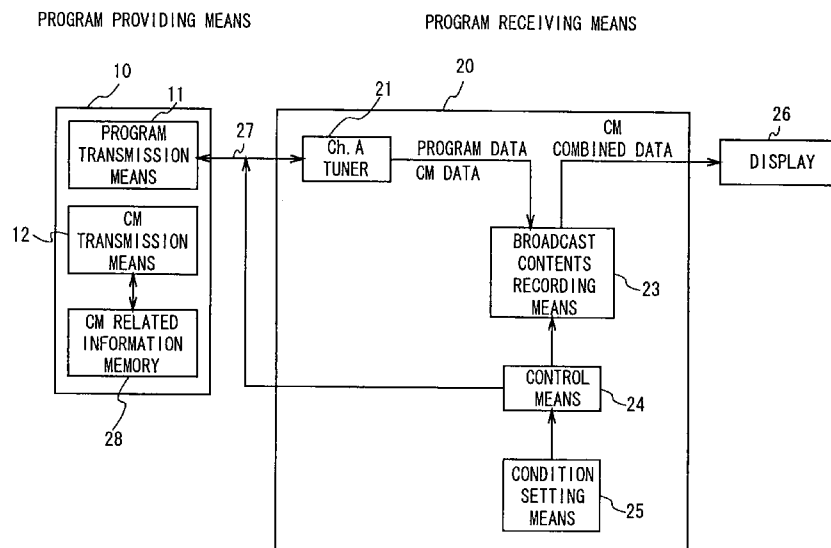 PROGRAM PROVIDING MEANS
PROGRAM RECEIVING MEANS
10
11
PROGRAM
TRANSMISSION
MEANS
12
CM
TRANSMISSION
MEANS
CM RELATED
INFORMATION
MEMORY
28
27
20
21
Ch. A
TUNER
PROGRAM DATA
CM DATA
CM
COMBINED DATA
26
DISPLAY
BROADCAST
CONTENTS
RECORDING
MEANS
23
CONTROL
MEANS
24
CONDITION
SETTING
MEANS
25